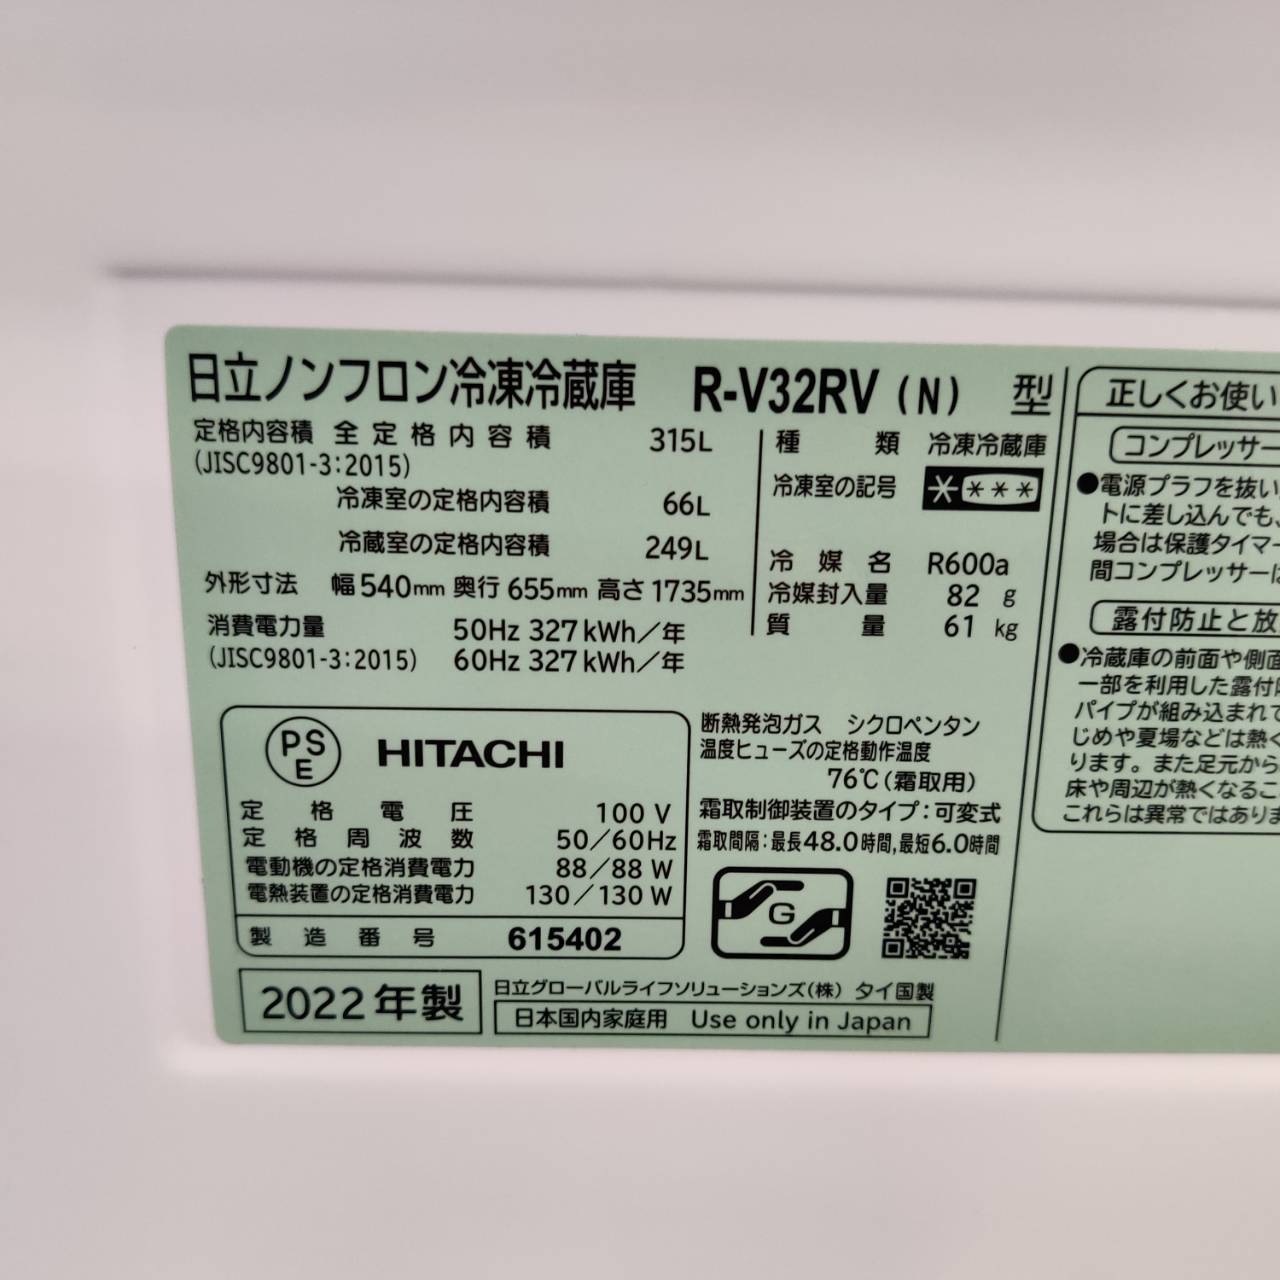 日立ノンフロン冷凍冷蔵庫 R-V32RV(N) 型
定格内容積 全定格内容積 315L
(JISC9801-3:2015)
冷凍室の定格内容積 66L
冷蔵室の定格内容積 249L
外形寸法 幅540mm 奥行655mm 高さ1735mm
消費電力量 50Hz 327kWh/年
(JISC9801-3:2015) 60Hz 327kWh/年
種類 冷凍冷蔵庫
冷凍室の記号 ＊＊＊＊
冷媒名 R600a
冷媒封入量 82 g
質量 61 kg
PS
E
HITACHI
定格電圧 100V
定格周波数 50/60Hz
電動機の定格消費電力 88/88W
電熱装置の定格消費電力 130/130W
製造番号 615402
断熱発泡ガス シクロペンタン
温度ヒューズの定格動作温度
76℃(霜取用)
霜取制御装置のタイプ:可変式
霜取間隔:最長48.0時間,最短6.0時間
G
2022年製
日立グローバルライフソリューションズ(株) タイ国製
日本国内家庭用 Use only in Japan
正しくお使い
コンプレッサー
●電源プラフを抜い
トに差し込んでも、
場合は保護タイマー
間コンプレッサーは
露付防止と放
●冷蔵庫の前面や側面
一部を利用した露付
パイプが組み込まれて
じめや夏場などは熱く
ります。また足元から
床や周辺が熱くなるこ
これらは異常ではありま